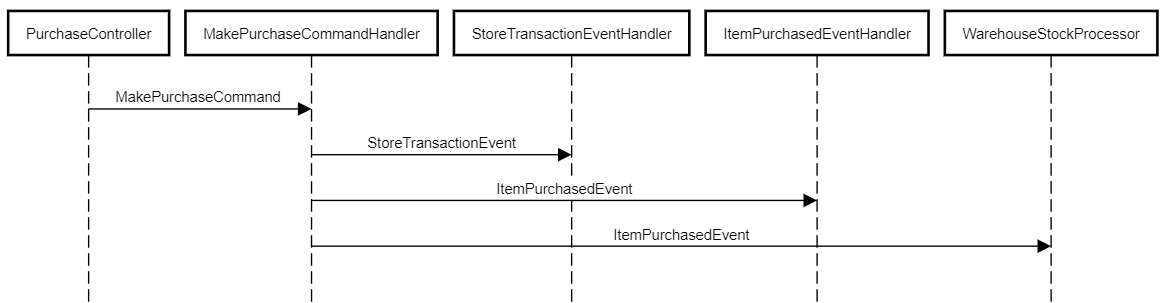 PurchaseController
MakePurchaseCommandHandler
StoreTransactionEventHandler
ItemPurchasedEventHandler
WarehouseStockProcessor
MakePurchaseCommand
StoreTransactionEvent
ItemPurchasedEvent
ItemPurchasedEvent